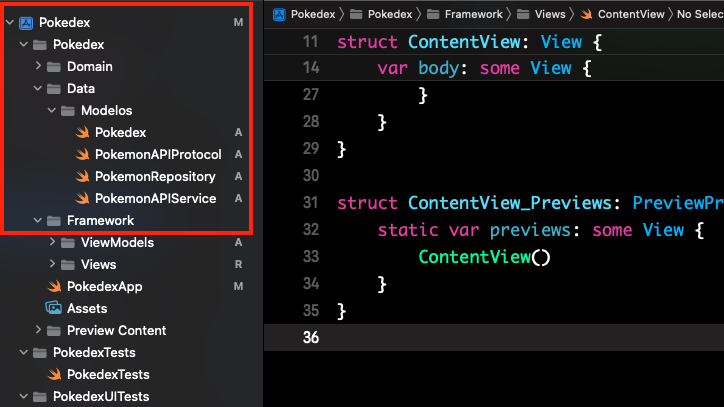 Pokedex M
Pokedex
Domain
Data
Modelos
Pokedex A
PokemonAPIProtocol A
PokemonRepository A
PokemonAPIService A
Framework
ViewModels A
Views R
PokedexApp M
Assets
Preview Content
PokedexTests
PokedexTests
PokedexUITests
Pokedex > Pokedex > Framework > Views > ContentView > No Selec
11 struct ContentView: View {
14 var body: some View {
27 }
28 }
29 }
30
31 struct ContentView_Previews: PreviewPr
32 static var previews: some View {
33 ContentView()
34 }
35 }
36